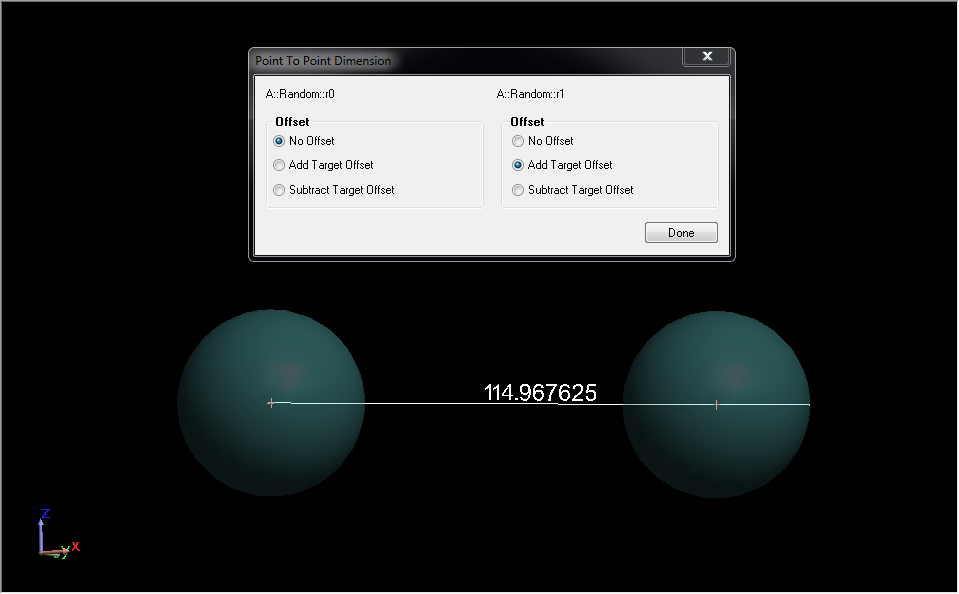 Point To Point Dimension
X
A::Random::r0 A::Random::r1
Offset Offset
No Offset No Offset
Add Target Offset Add Target Offset
Subtract Target Offset Subtract Target Offset
Done
114.967625
Z
Y X